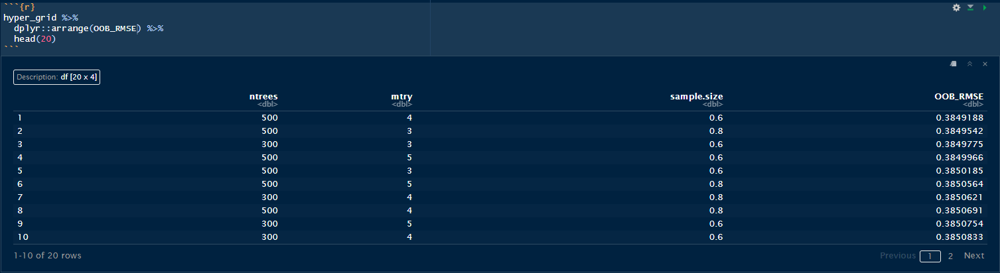 ```{r}
hyper_grid %>%
  dplyr::arrange(OOB_RMSE) %>%
  head(20)
```
Description: df [20 x 4]
ntrees mtry sample.size OOB_RMSE
<dbl> <dbl> <dbl> <dbl>
1 500 4 0.6 0.3849188
2 500 3 0.8 0.3849542
3 300 3 0.6 0.3849775
4 500 5 0.6 0.3849966
5 500 3 0.6 0.3850185
6 500 5 0.8 0.3850564
7 300 4 0.8 0.3850621
8 500 4 0.8 0.3850691
9 300 5 0.6 0.3850754
10 300 4 0.6 0.3850833
1-10 of 20 rows Previous 1 2 Next